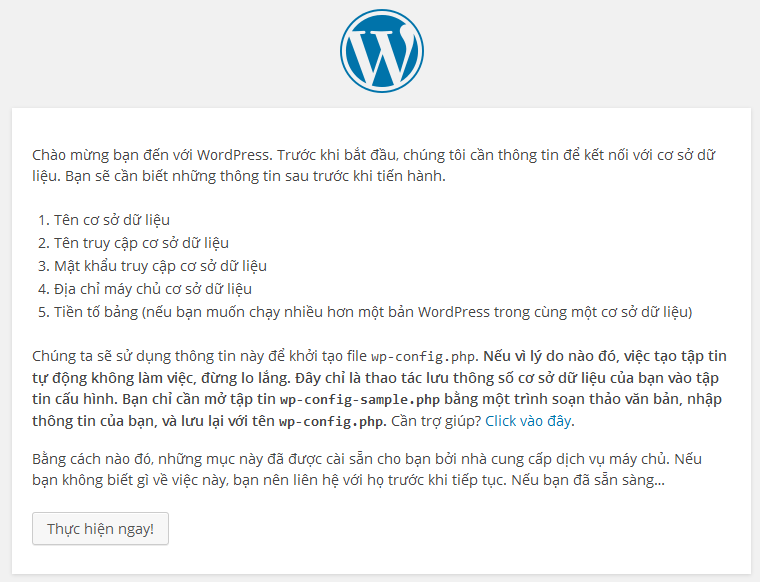 Chào mừng bạn đến với WordPress. Trước khi bắt đầu, chúng tôi cần thông tin để kết nối với cơ sở dữ
liệu. Bạn sẽ cần biết những thông tin sau trước khi tiến hành.
1. Tên cơ sở dữ liệu
2. Tên truy cập cơ sở dữ liệu
3. Mật khẩu truy cập cơ sở dữ liệu
4. Địa chỉ máy chủ cơ sở dữ liệu
5. Tiền tố bảng (nếu bạn muốn chạy nhiều hơn một bản WordPress trong cùng một cơ sở dữ liệu)
Chúng ta sẽ sử dụng thông tin này để khởi tạo file wp-config.php. Nếu vì lý do nào đó, việc tạo tập tin
tự động không làm việc, đừng lo lắng. Đây chỉ là thao tác lưu thông số cơ sở dữ liệu của bạn vào tập
tin cấu hình. Bạn chỉ cần mở tập tin wp-config-sample.php bằng một trình soạn thảo văn bản, nhập
thông tin của bạn, và lưu lại với tên wp-config.php. Cần trợ giúp? Click vào đây.
Bằng cách nào đó, những mục này đã được cài sẵn cho bạn bởi nhà cung cấp dịch vụ máy chủ. Nếu
bạn không biết gì về việc này, bạn nên liên hệ với họ trước khi tiếp tục. Nếu bạn đã sẵn sàng...
Thực hiện ngay!